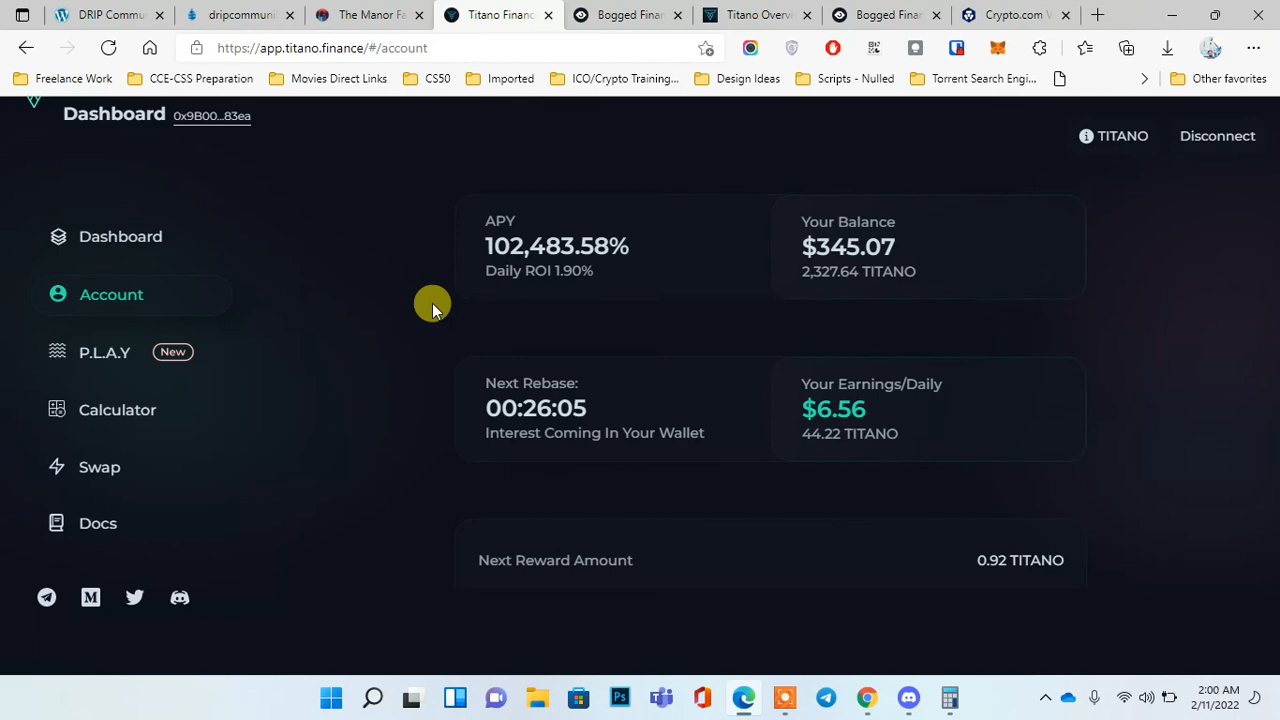 DRIP Commu
dripcommuni
The Manor Fa
Titano Financ
Bogged Finan
Titano Overvi
Bogged Finan
Crypto.com V
https://app.titano.finance/#/account
Freelance Work
CCE-CSS Preparation
Movies Direct Links
CS50
Imported
ICO/Crypto Training...
Design Ideas
Scripts - Nulled
Torrent Search Engi...
Other favorites
Dashboard 0x9B00...83ea
TITANO
Disconnect
Dashboard
Account
P.L.A.Y New
Calculator
Swap
Docs
APY
102,483.58%
Daily ROI 1.90%
Your Balance
$345.07
2,327.64 TITANO
Next Rebase:
00:26:05
Interest Coming In Your Wallet
Your Earnings/Daily
$6.56
44.22 TITANO
Next Reward Amount
0.92 TITANO
2:00 AM
2/11/2022